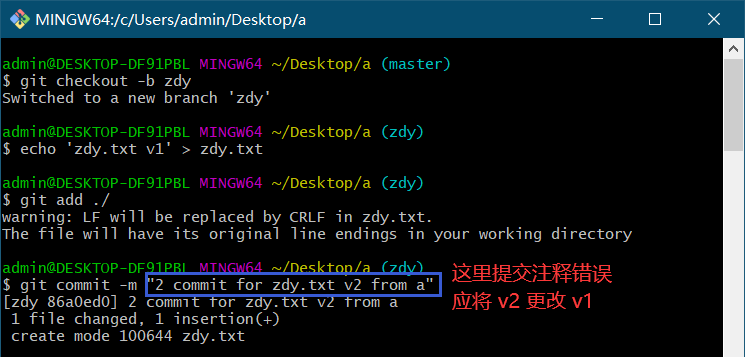 MINGW64:/c/Users/admin/Desktop/a
admin@DESKTOP-DF91PBL MINGW64 ~/Desktop/a (master)
$ git checkout -b zdy
Switched to a new branch 'zdy'
admin@DESKTOP-DF91PBL MINGW64 ~/Desktop/a (zdy)
$ echo 'zdy.txt v1' > zdy.txt
admin@DESKTOP-DF91PBL MINGW64 ~/Desktop/a (zdy)
$ git add ./
warning: LF will be replaced by CRLF in zdy.txt.
The file will have its original line endings in your working directory
admin@DESKTOP-DF91PBL MINGW64 ~/Desktop/a (zdy)
$ git commit -m "2 commit for zdy.txt v2 from a"
[zdy 86a0ed0] 2 commit for zdy.txt v2 from a
1 file changed, 1 insertion(+)
create mode 100644 zdy.txt
这里提交注释错误
应将 v2 更改 v1